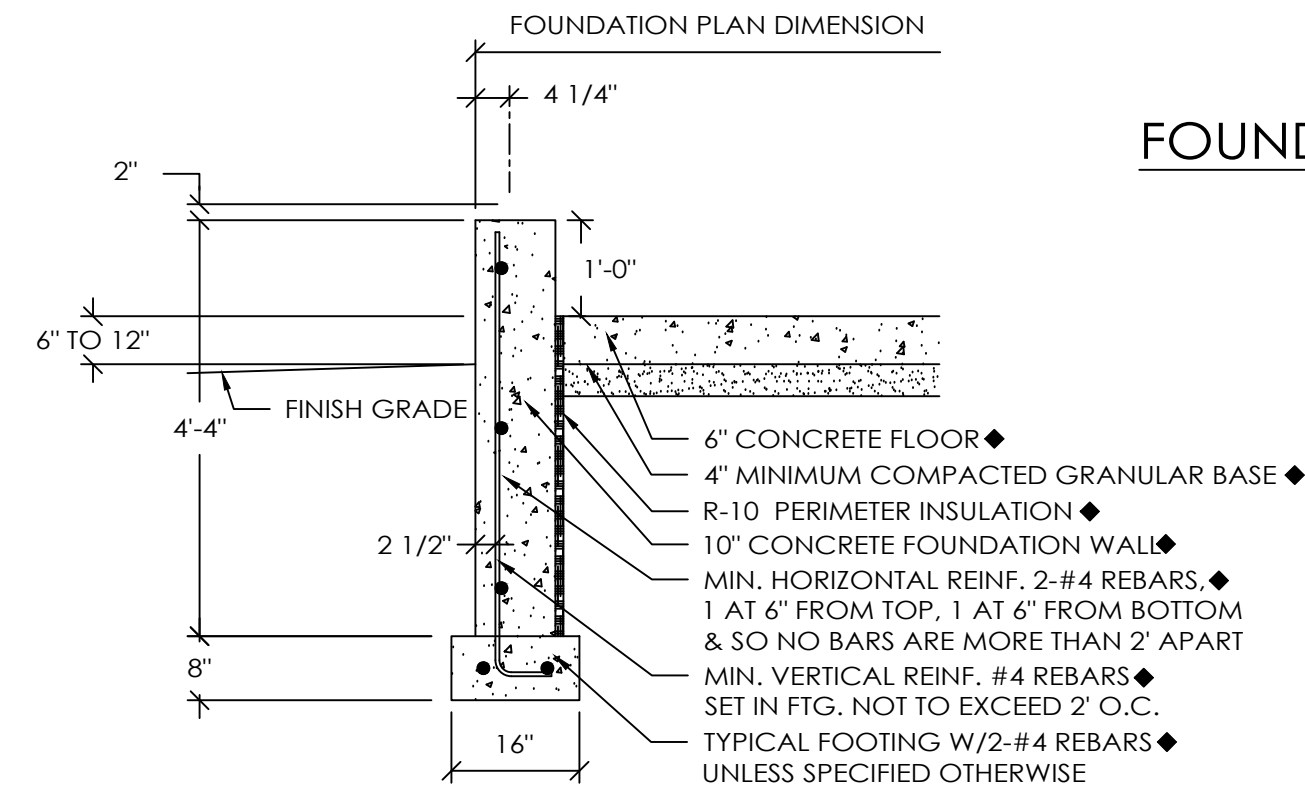 FOUNDATION PLAN DIMENSION
4 1/4"
FOUND
2"
1'-0"
6" TO 12"
FINISH GRADE
4'-4"
6" CONCRETE FLOOR ◆
4" MINIMUM COMPACTED GRANULAR BASE ◆
R-10 PERIMETER INSULATION ◆
2 1/2"
10" CONCRETE FOUNDATION WALL ◆
MIN. HORIZONTAL REINF. 2-#4 REBARS, ◆
1 AT 6" FROM TOP, 1 AT 6" FROM BOTTOM
& SO NO BARS ARE MORE THAN 2' APART
8"
MIN. VERTICAL REINF. #4 REBARS ◆
SET IN FTG. NOT TO EXCEED 2' O.C.
16"
TYPICAL FOOTING W/2-#4 REBARS ◆
UNLESS SPECIFIED OTHERWISE